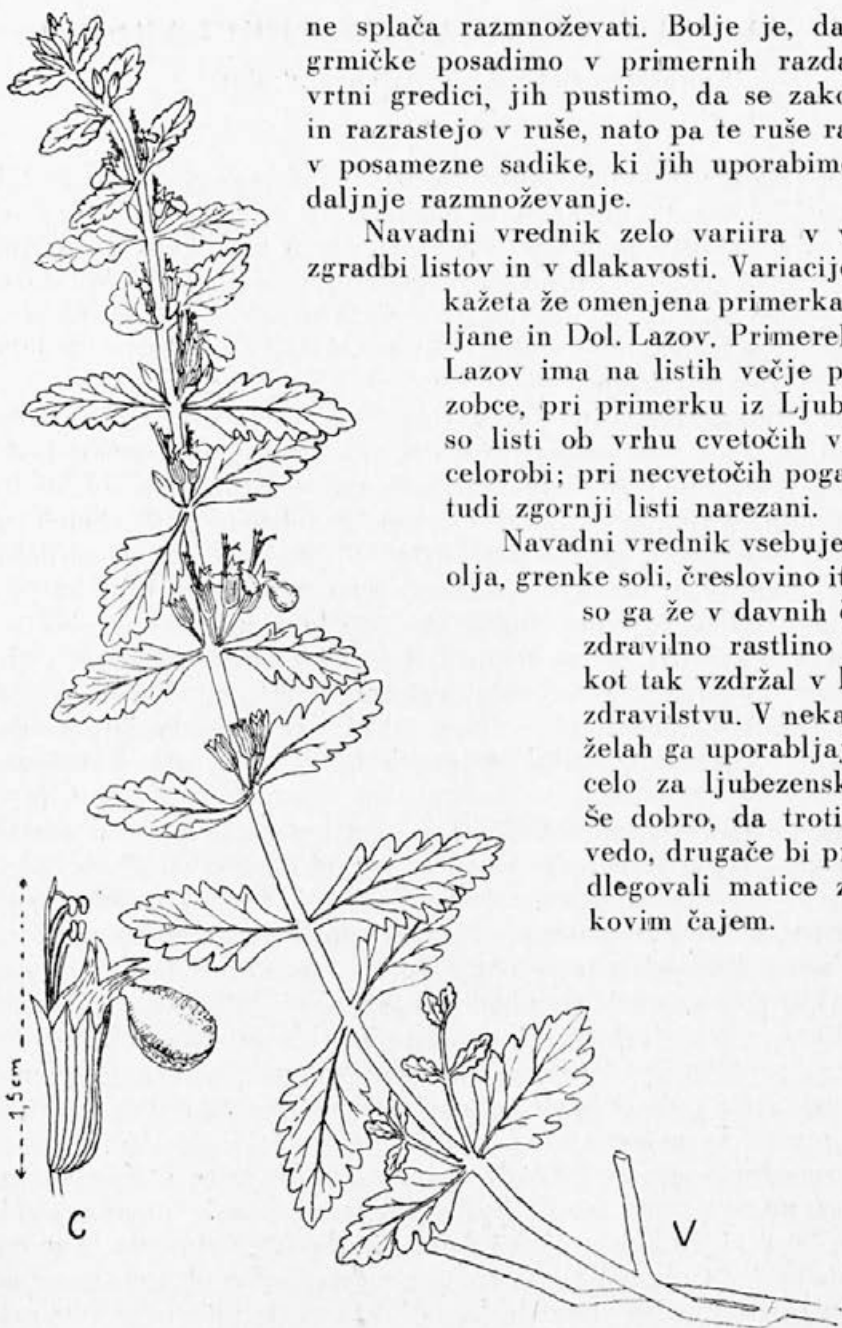 ne splača razmnoževati. Bolje je, da
grmičke posadimo v primernih razda
vrtni gredici, jih pustimo, da se zako
in razrastejo v ruše, nato pa te ruše ra
v posamezne sadike, ki jih uporabimo
daljnje razmnoževanje.
Navadni vrednik zelo variira v v
zgradbi listov in v dlakavosti. Variacije
kažeta že omenjena primerka
ljane in Dol. Lazov. Primerek
Lazov ima na listih večje p
zobce, pri primerku iz Ljub
so listi ob vrhu cvetočih v
celorobi; pri necvetočih poga
tudi zgornji listi narezani.
Navadni vrednik vsebuje
olja, grenke soli, čreslovino it
so ga že v davnih č
zdravilno rastlino
kot tak vzdržal v l
zdravilstvu. V neka
želah ga uporablja
celo za ljubezensk
Še dobro, da troti
vedo, drugače bi pr
dlegovali matice z
kovim čajem.
1,5 cm
C
V